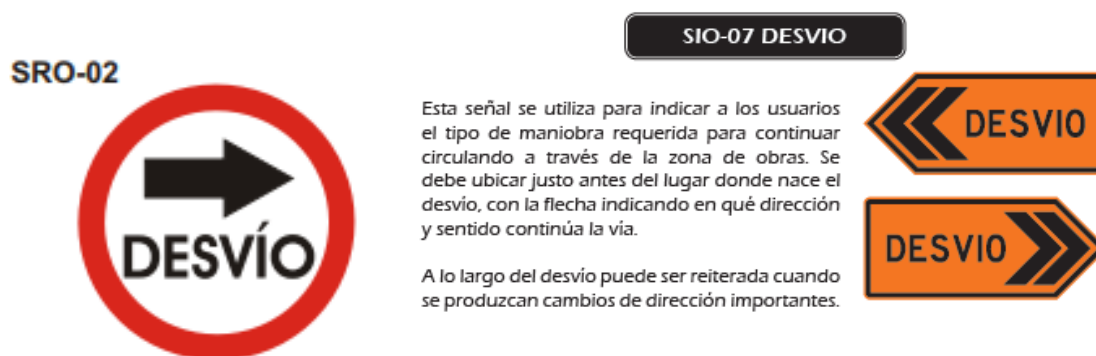 SRO-02
DESVÍO
SIO-07 DESVIO
Esta señal se utiliza para indicar a los usuarios
el tipo de maniobra requerida para continuar
circulando a través de la zona de obras. Se
debe ubicar justo antes del lugar donde nace el
desvío, con la flecha indicando en qué dirección
y sentido continúa la vía.
A lo largo del desvío puede ser reiterada cuando
se produzcan cambios de dirección importantes.
DESVIO
DESVIO